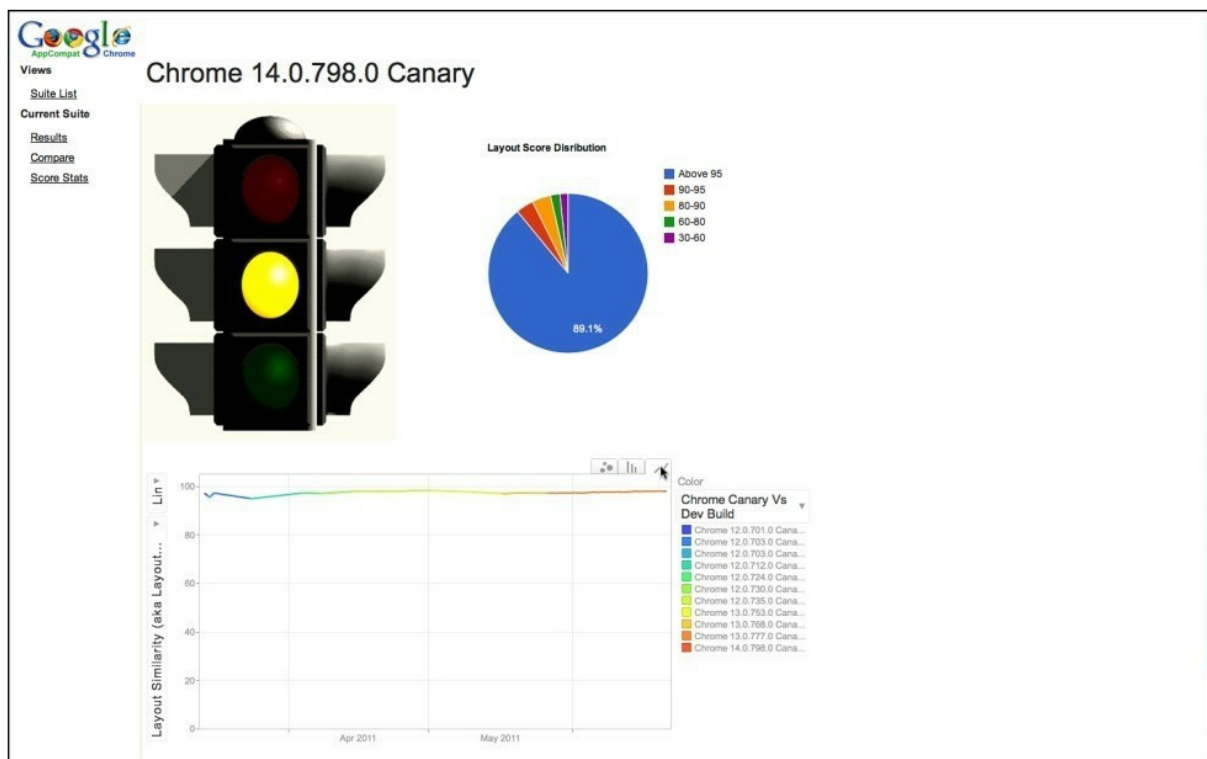 Google
AppCompat Chrome
Views
Suite List
Current Suite
Results
Compare
Score Stats
Chrome 14.0.798.0 Canary
Layout Score Disribution
Above 95
90-95
80-90
60-80
30-60
89.1%
Lin
Layout Similarity (aka Layout...
100
80
60
40
20
0
Apr 2011
May 2011
Color
Chrome Canary Vs
Dev Build
Chrome 12.0.701.0 Cana...
Chrome 12.0.703.0 Cana...
Chrome 12.0.703.0 Cana...
Chrome 12.0.712.0 Cana...
Chrome 12.0.724.0 Cana...
Chrome 12.0.730.0 Cana...
Chrome 12.0.735.0 Cana...
Chrome 13.0.753.0 Cana...
Chrome 13.0.768.0 Cana...
Chrome 13.0.777.0 Cana...
Chrome 14.0.798.0 Cana...